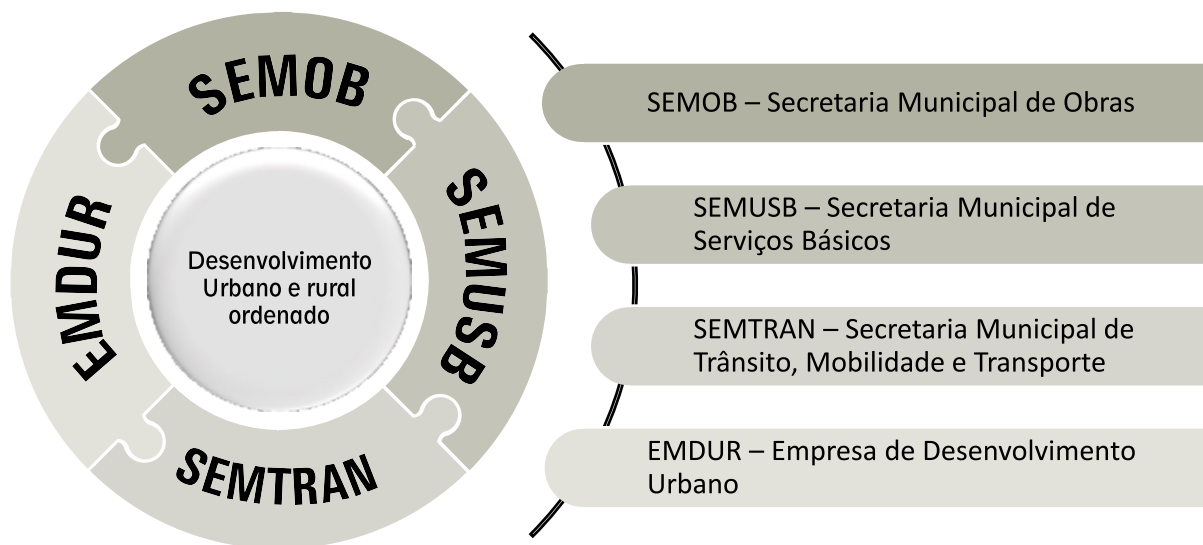 SEMOB
SEMUSB
SEMTRAN
EMDUR
Desenvolvimento
Urbano e rural
ordenado
SEMOB – Secretaria Municipal de Obras
SEMUSB – Secretaria Municipal de
Serviços Básicos
SEMTRAN – Secretaria Municipal de
Trânsito, Mobilidade e Transporte
EMDUR – Empresa de Desenvolvimento
Urbano